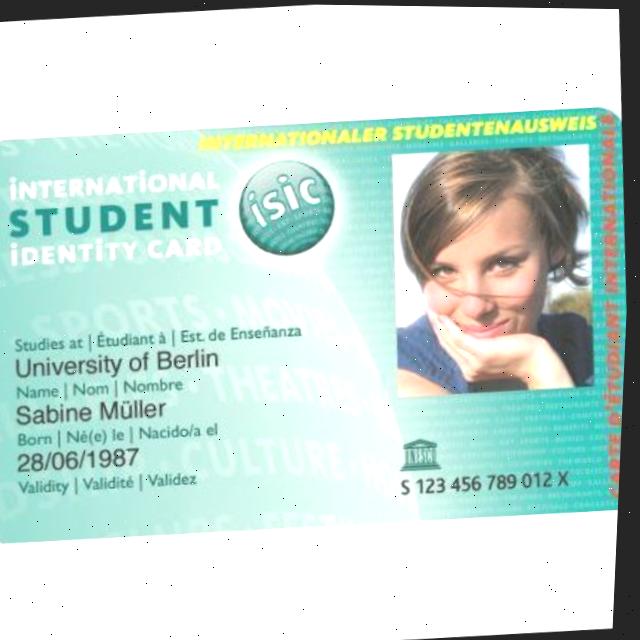 INTERNATIONALER STUDENTENAUSWEIS
iNTERNATiONAL
STUDENT
iDENTiTY CARD
isic
Studies at | Étudiant à | Est. de Enseñanza
University of Berlin
Name | Nom | Nombre
Sabine Müller
Born | Né(e) le | Nacido/a el
28/06/1987
Validity | Validité | Validez
UNESCO
S 123 456 789 012 X
CARTE D'ÉTUDIANT INTERNATIONALE
SPORTS · MOVI
THEAT
CULTURE